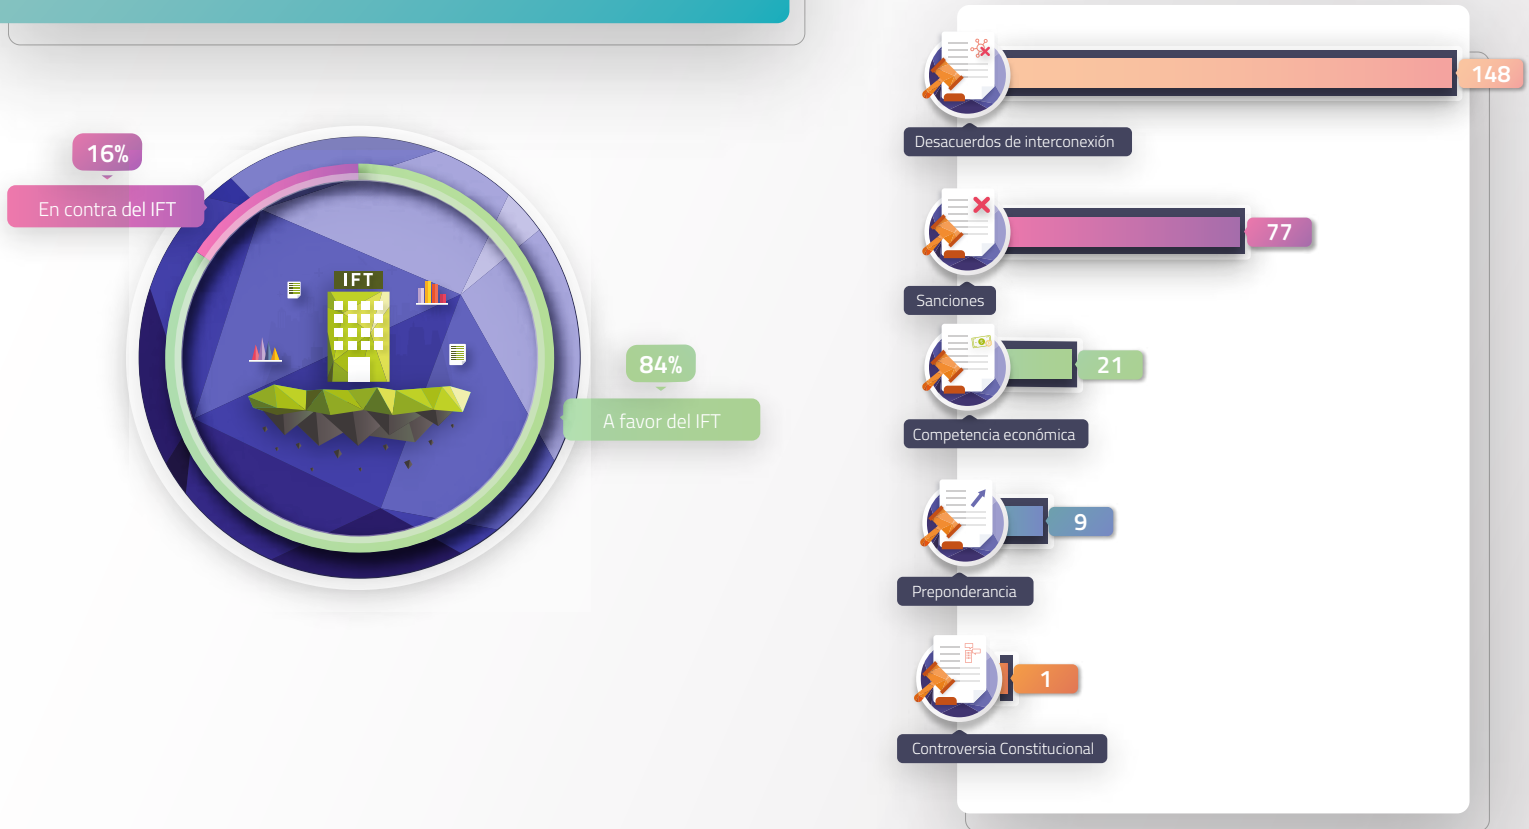 16%
En contra del IFT
IFT
84%
A favor del IFT
148
Desacuerdos de interconexión
77
Sanciones
21
Competencia económica
9
Preponderancia
1
Controversia Constitucional